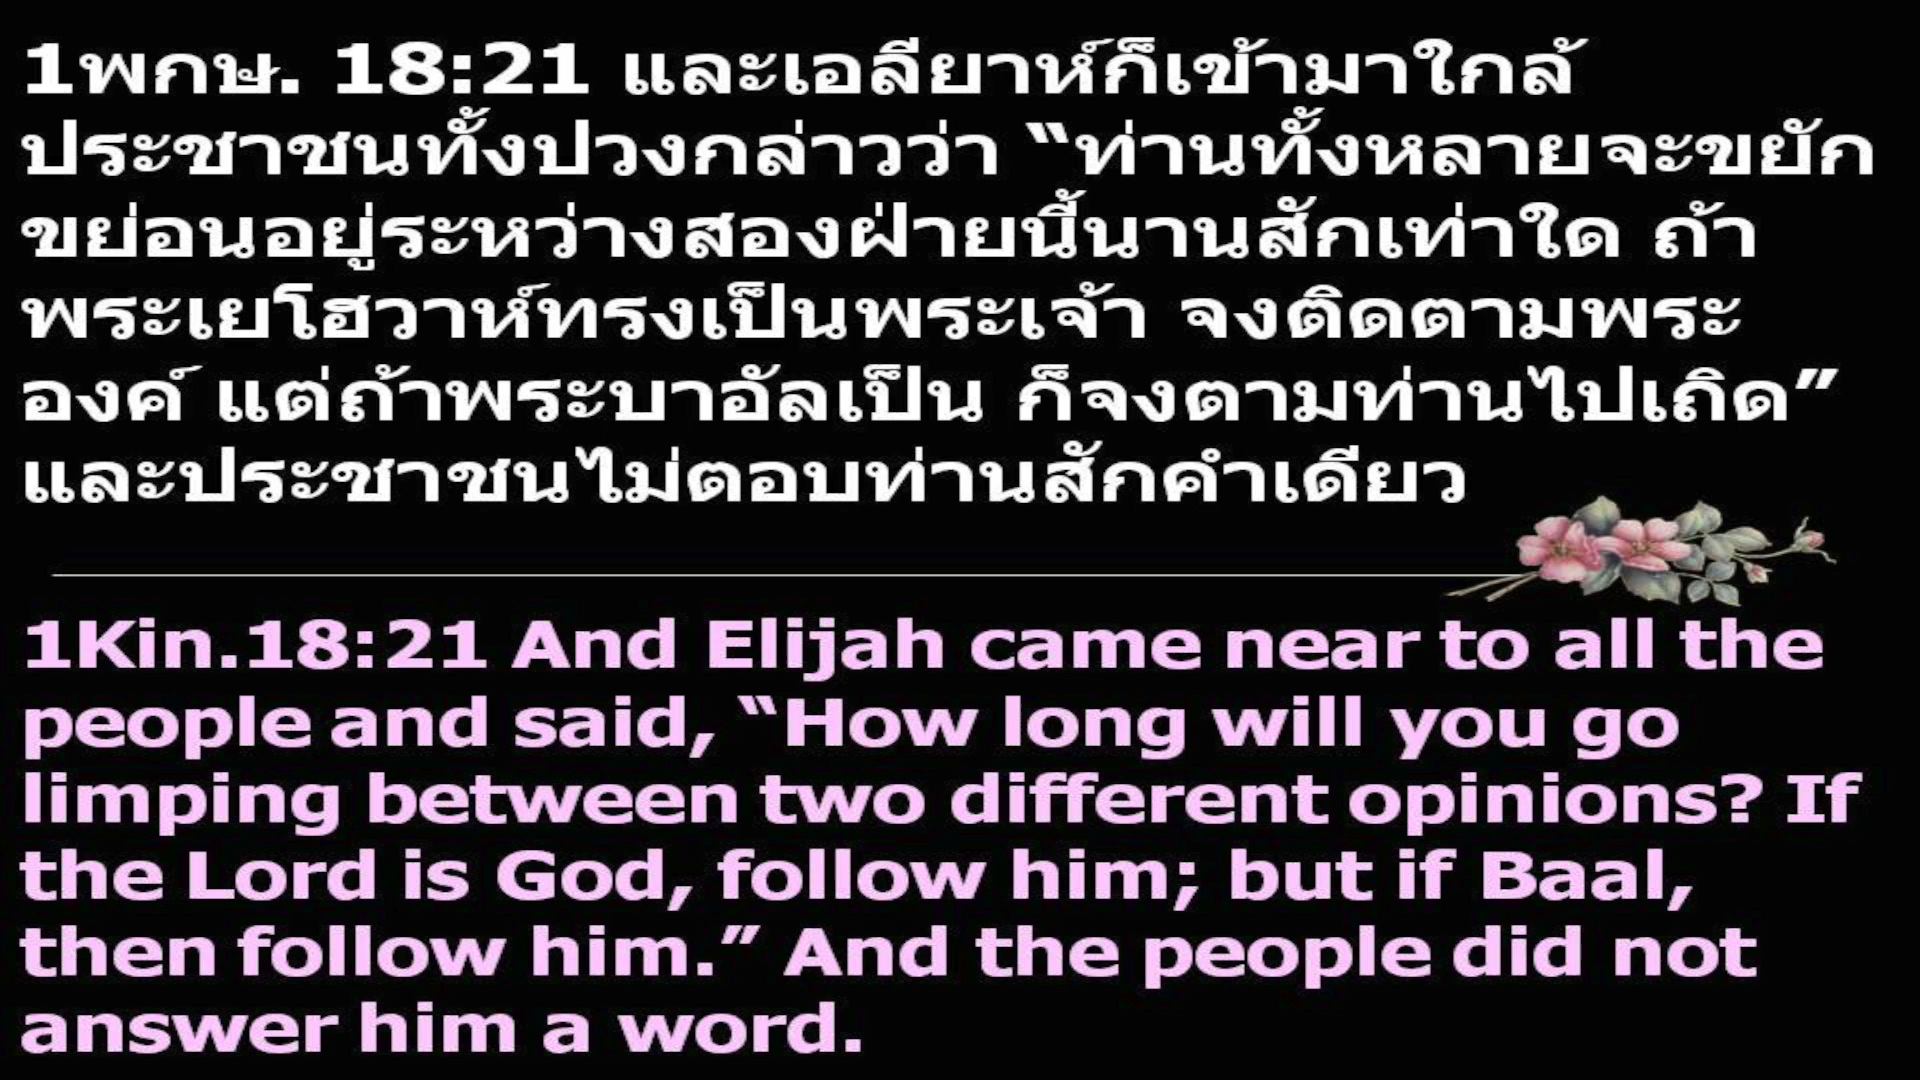 1พกษ. 18:21 และเอลียาห์ก็เข้ามาใกล้
ประชาชนทั้งปวงกล่าวว่า “ท่านทั้งหลายจะขยัก
ขย่อนอยู่ระหว่างสองฝ่ายนี้นานสักเท่าใด ถ้า
พระเยโฮวาห์ทรงเป็นพระเจ้า จงติดตามพระ
องค์ แต่ถ้าพระบาอัลเป็น ก็จงตามท่านไปเถิด”
และประชาชนไม่ตอบท่านสักคำเดียว
1Kin.18:21 And Elijah came near to all the
people and said, “How long will you go
limping between two different opinions? If
the Lord is God, follow him; but if Baal,
then follow him.” And the people did not
answer him a word.